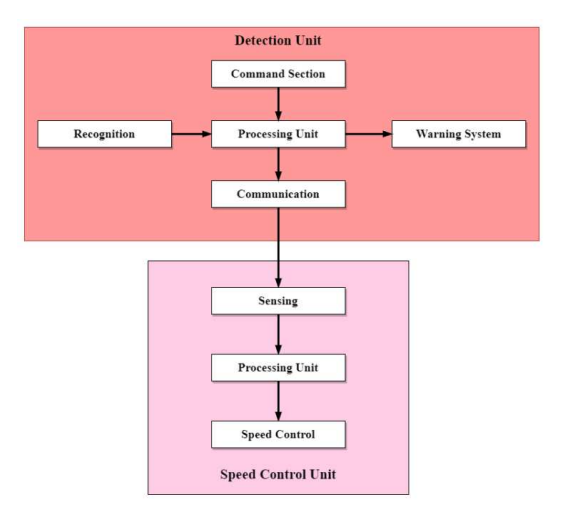 Detection Unit
Command Section
Recognition
Processing Unit
Warning System
Communication
Sensing
Processing Unit
Speed Control
Speed Control Unit